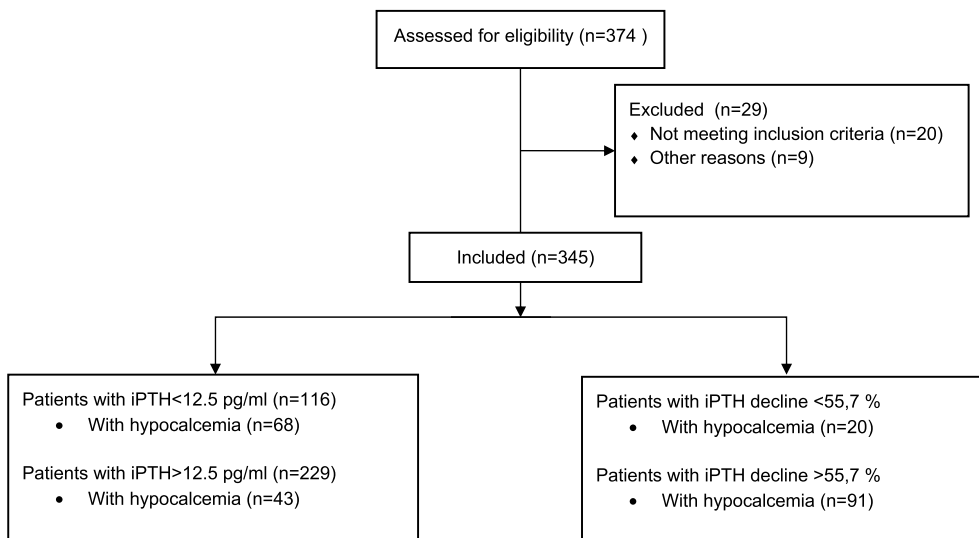 Assessed for eligibility (n=374 )
Excluded  (n=29)
♦ Not meeting inclusion criteria (n=20)
♦ Other reasons (n=9)
Included (n=345)
Patients with iPTH<12.5 pg/ml (n=116)
• With hypocalcemia (n=68)
Patients with iPTH>12.5 pg/ml (n=229)
• With hypocalcemia (n=43)
Patients with iPTH decline <55,7 %
• With hypocalcemia (n=20)
Patients with iPTH decline >55,7 %
• With hypocalcemia (n=91)